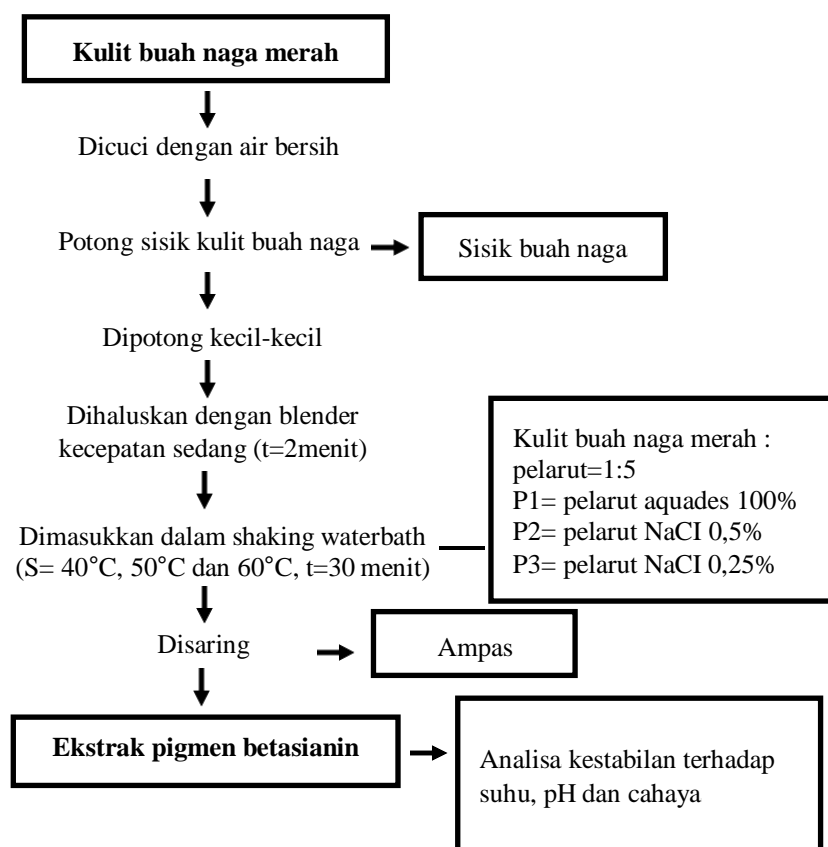 Kulit buah naga merah
Dicuci dengan air bersih
Potong sisik kulit buah naga
Sisik buah naga
Dipotong kecil-kecil
Dihaluskan dengan blender
kecepatan sedang (t=2menit)
Kulit buah naga merah :
pelarut=1:5
P1= pelarut aquades 100%
P2= pelarut NaCI 0,5%
P3= pelarut NaCI 0,25%
Dimasukkan dalam shaking waterbath
(S= 40°C, 50°C dan 60°C, t=30 menit)
Disaring
Ampas
Ekstrak pigmen betasianin
Analisa kestabilan terhadap
suhu, pH dan cahaya